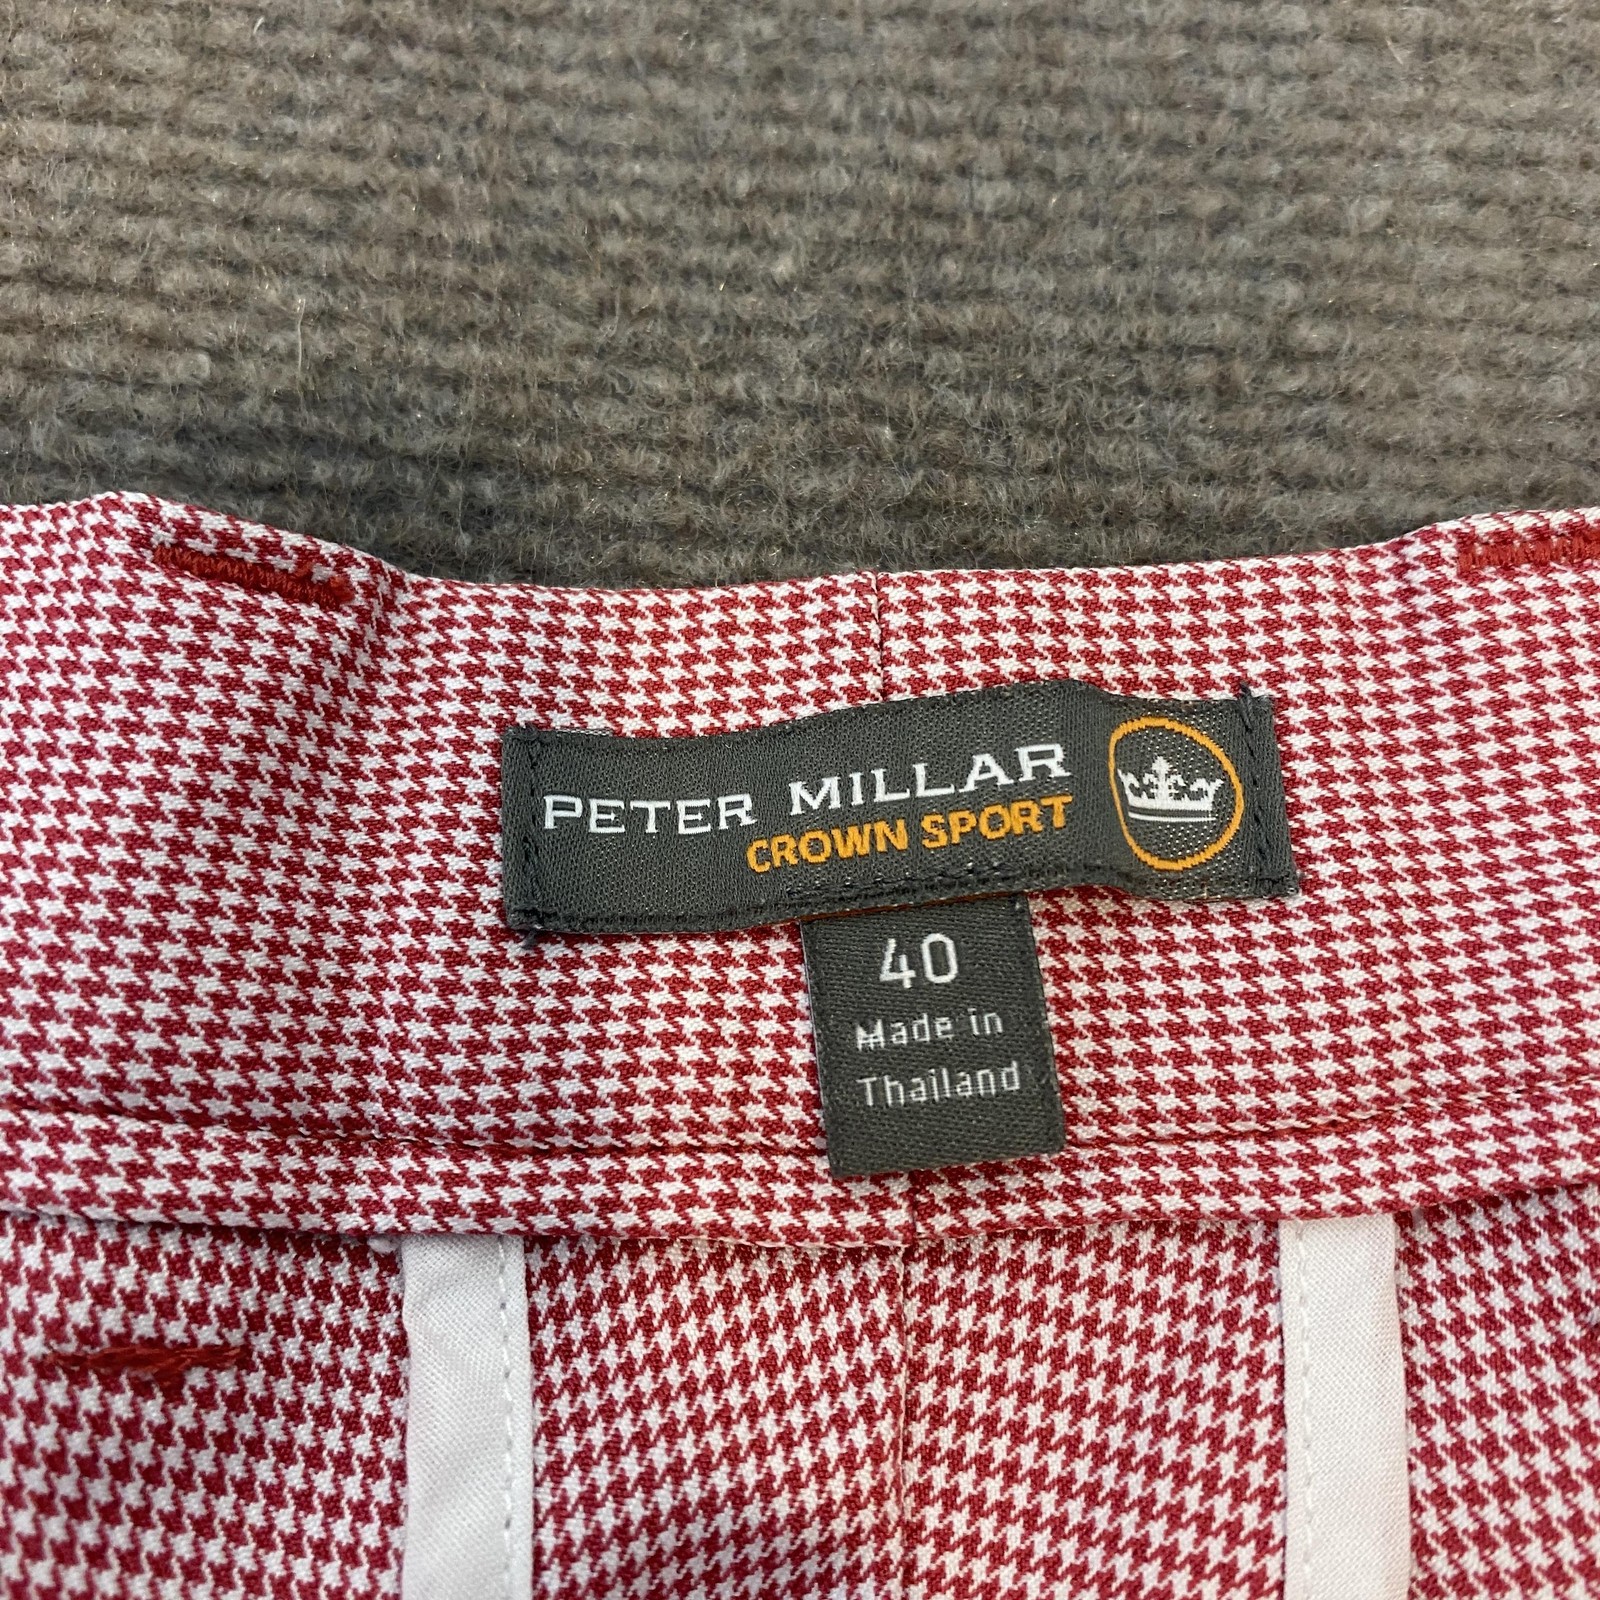 PETER MILLAR
CROWN SPORT
40
Made in
Thailand